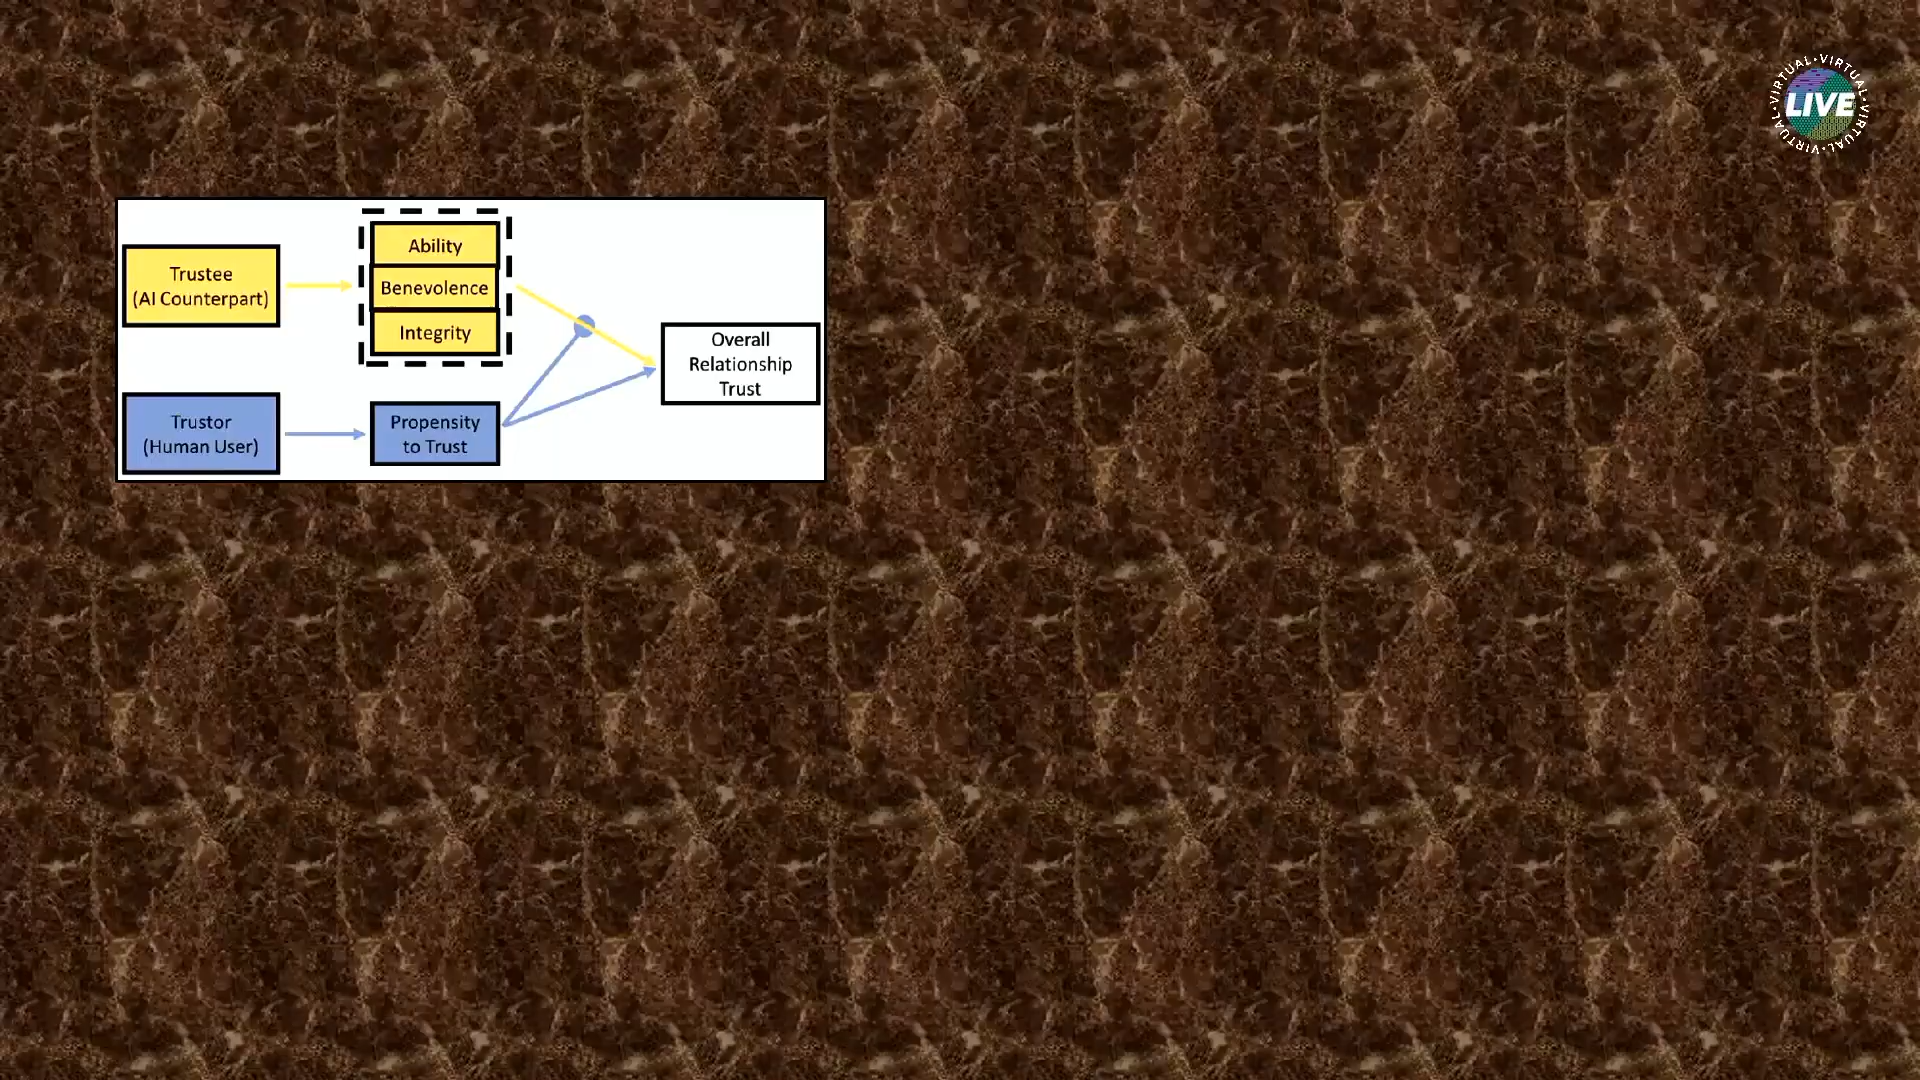 VIRTUAL • VIRTUAL • VIRTUAL • VIRTUAL •
LIVE
Trustee
(AI Counterpart)
Ability
Benevolence
Integrity
Overall
Relationship
Trust
Trustor
(Human User)
Propensity
to Trust